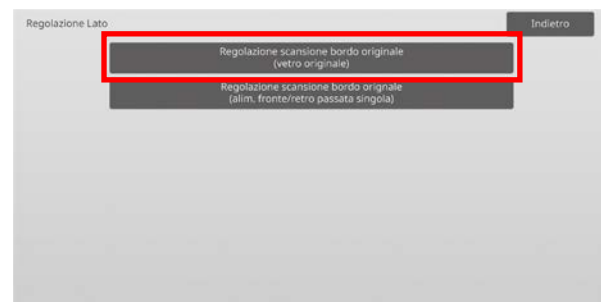 Regolazione Lato
Indietro
Regolazione scansione bordo originale
(vetro originale)
Regolazione scansione bordo orignale
(alim. fronte/retro passata singola)